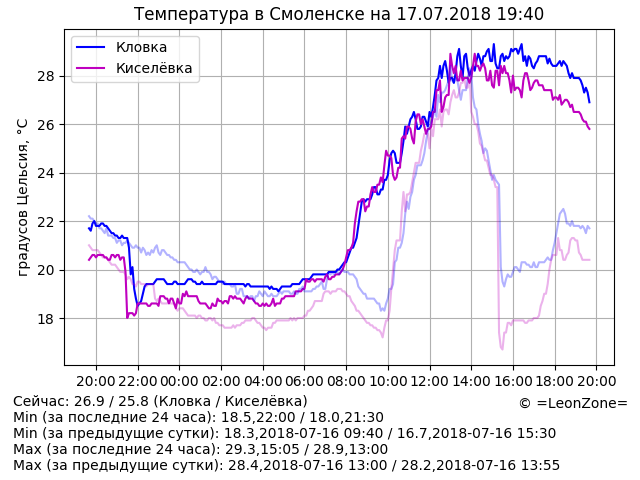 Температура в Смоленске на 17.07.2018 19:40
Кловка
Киселёвка
градусов Цельсия, °C
28
26
24
22
20
18
20:00 22:00 00:00 02:00 04:00 06:00 08:00 10:00 12:00 14:00 16:00 18:00 20:00
Сейчас: 26.9 / 25.8 (Кловка / Киселёвка)
© =LeonZone=
Min (за последние 24 часа): 18.5,22:00 / 18.0,21:30
Min (за предыдущие сутки): 18.3,2018-07-16 09:40 / 16.7,2018-07-16 15:30
Max (за последние 24 часа): 29.3,15:05 / 28.9,13:00
Max (за предыдущие сутки): 28.4,2018-07-16 13:00 / 28.2,2018-07-16 13:55